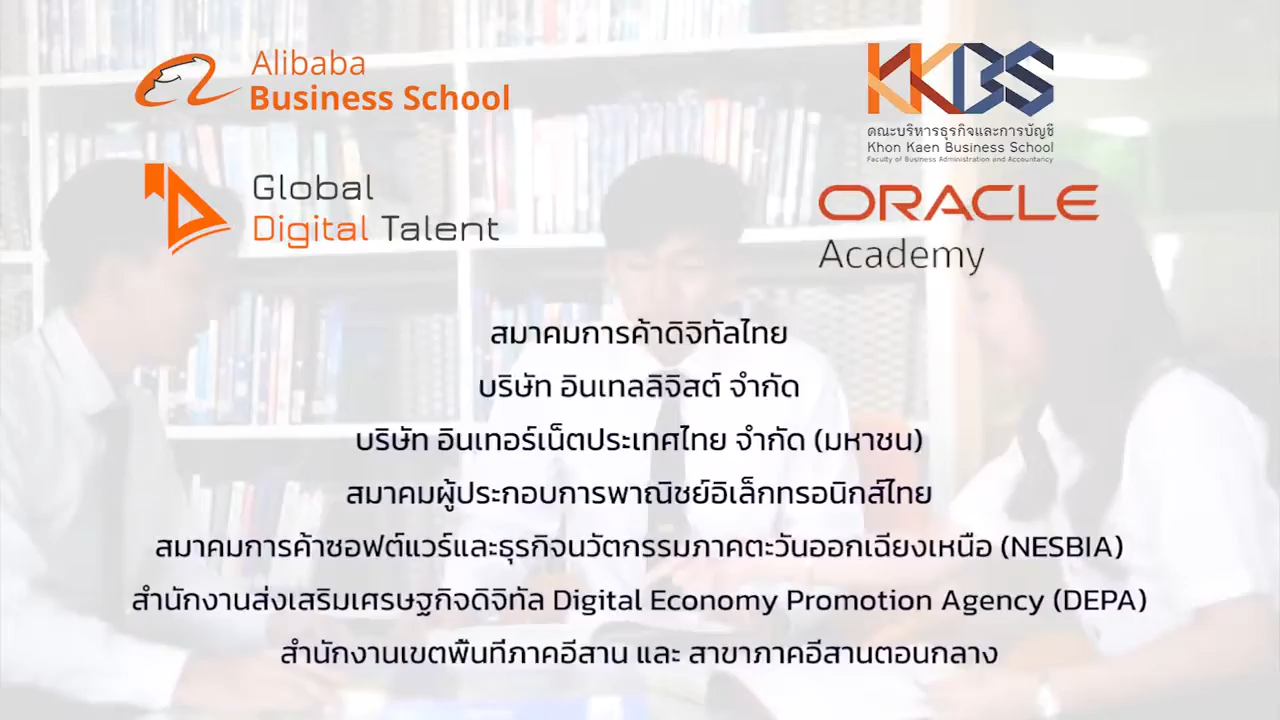 Alibaba
Business School
KKBS
คณะบริหารธุรกิจและการบัญชี
Khon Kaen Business School
Faculty of Business Administration and Accountancy
Global
Digital Talent
ORACLE
Academy
สมาคมการค้าดิจิทัลไทย
บริษัท อินเทลลิจิสต์ จำกัด
บริษัท อินเทอร์เน็ตประเทศไทย จำกัด (มหาชน)
สมาคมผู้ประกอบการพาณิชย์อิเล็กทรอนิกส์ไทย
สมาคมการค้าซอฟต์แวร์และธุรกิจนวัตกรรมภาคตะวันออกเฉียงเหนือ (NESBIA)
สำนักงานส่งเสริมเศรษฐกิจดิจิทัล Digital Economy Promotion Agency (DEPA)
สำนักงานเขตพื้นที่ภาคอีสาน และ สาขาภาคอีสานตอนกลาง